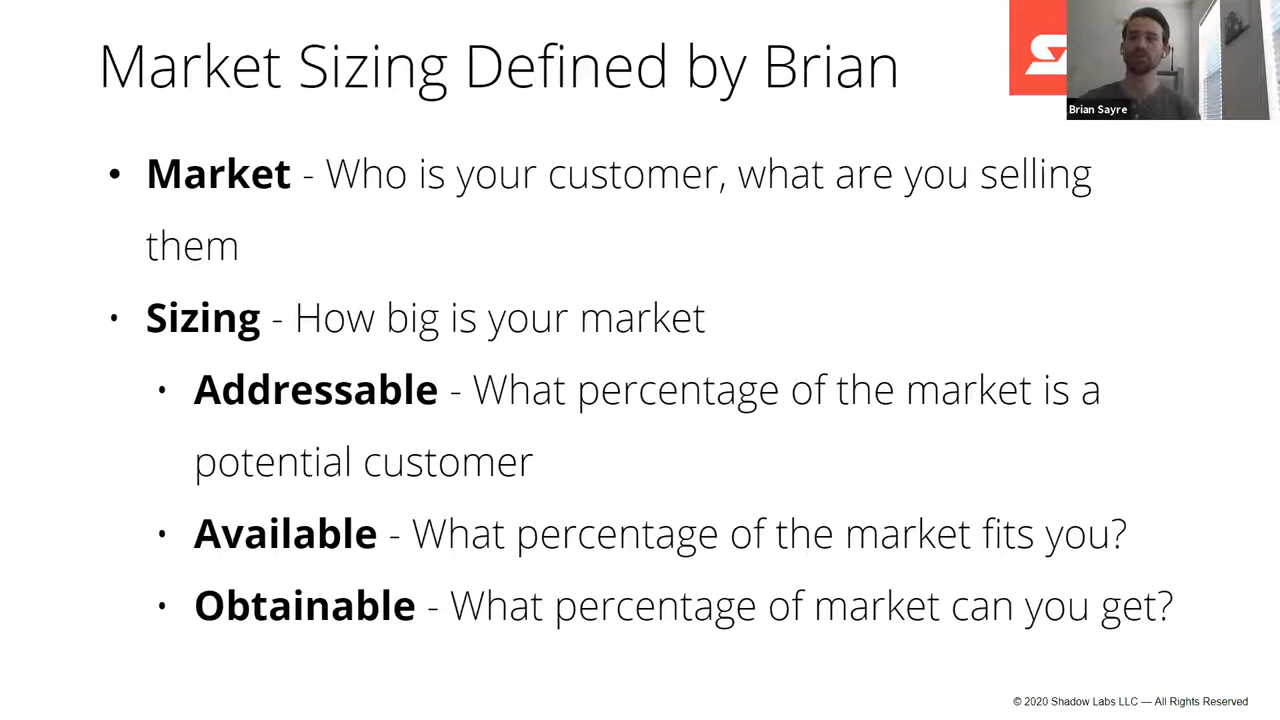 Market Sizing Defined by Brian
Brian Sayre
• Market - Who is your customer, what are you selling
them
• Sizing - How big is your market
• Addressable - What percentage of the market is a
potential customer
• Available - What percentage of the market fits you?
• Obtainable - What percentage of market can you get?
© 2020 Shadow Labs LLC — All Rights Reserved